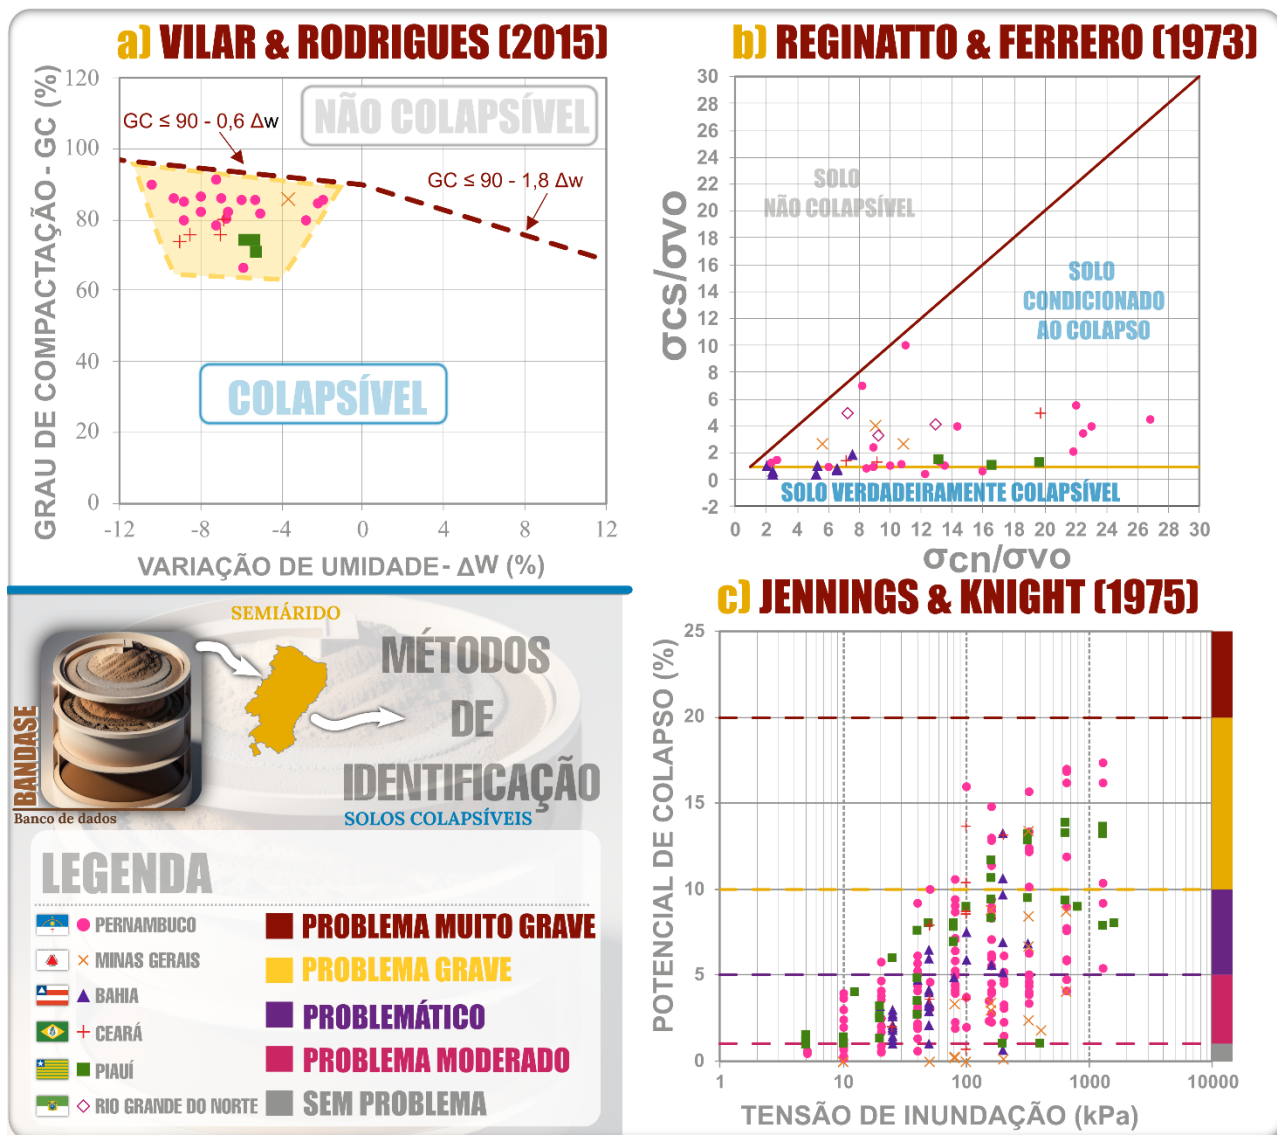 a) VILAR & RODRIGUES (2015)
GRAU DE COMPACTAÇÃO - GC (%)
120
100
80
60
40
20
0
-12
-8
-4
0
4
8
12
VARIAÇÃO DE UMIDADE - ΔW (%)
NÃO COLAPSÍVEL
GC ≤ 90 - 0,6 Δw
GC ≤ 90 - 1,8 Δw
COLAPSÍVEL
b) REGINATTO & FERRERO (1973)
σcs/σvo
30
28
26
24
22
20
18
16
14
12
10
8
6
4
2
0
-2
0 2 4 6 8 10 12 14 16 18 20 22 24 26 28 30
σcn/σvo
SOLO
NÃO COLAPSÍVEL
SOLO
CONDICIONADO
AO COLAPSO
SOLO VERDADEIRAMENTE COLAPSÍVEL
SEMIÁRIDO
MÉTODOS
DE
IDENTIFICAÇÃO
SOLOS COLAPSÍVEIS
BANDASE
Banco de dados
LEGENDA
PERNAMBUCO
MINAS GERAIS
BAHIA
CEARÁ
PIAUÍ
RIO GRANDE DO NORTE
PROBLEMA MUITO GRAVE
PROBLEMA GRAVE
PROBLEMÁTICO
PROBLEMA MODERADO
SEM PROBLEMA
c) JENNINGS & KNIGHT (1975)
POTENCIAL DE COLAPSO (%)
25
20
15
10
5
0
1
10
100
1000
10000
TENSÃO DE INUNDAÇÃO (kPa)